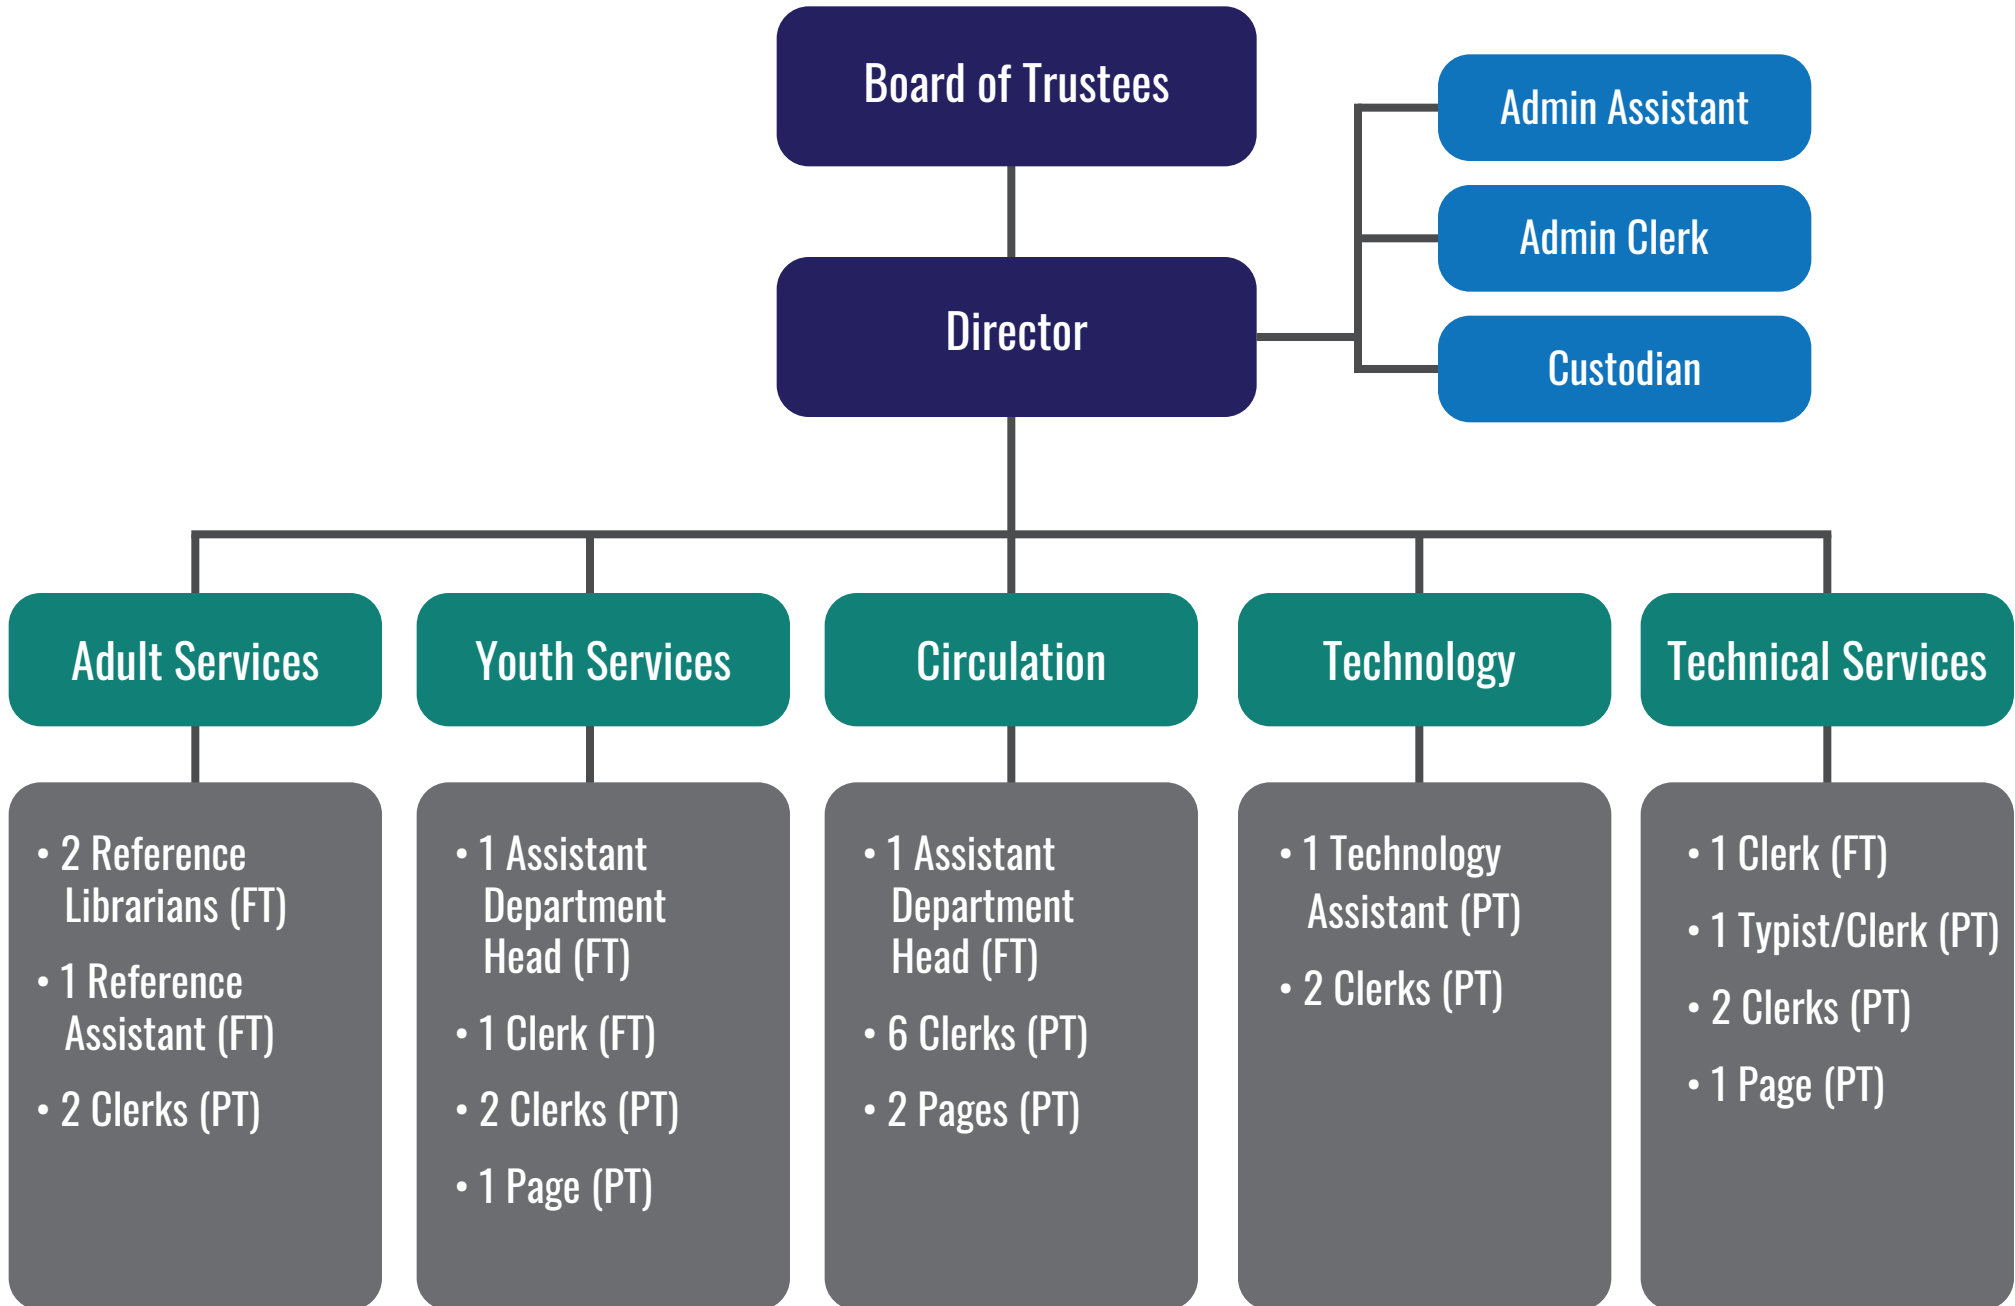 Board of Trustees
Admin Assistant
Admin Clerk
Director
Custodian
Adult Services
Youth Services
Circulation
Technology
Technical Services
• 2 Reference
Librarians (FT)
• 1 Reference
Assistant (FT)
• 2 Clerks (PT)
• 1 Assistant
Department
Head (FT)
• 1 Clerk (FT)
• 2 Clerks (PT)
• 1 Page (PT)
• 1 Assistant
Department
Head (FT)
• 6 Clerks (PT)
• 2 Pages (PT)
• 1 Technology
Assistant (PT)
• 2 Clerks (PT)
• 1 Clerk (FT)
• 1 Typist/Clerk (PT)
• 2 Clerks (PT)
• 1 Page (PT)